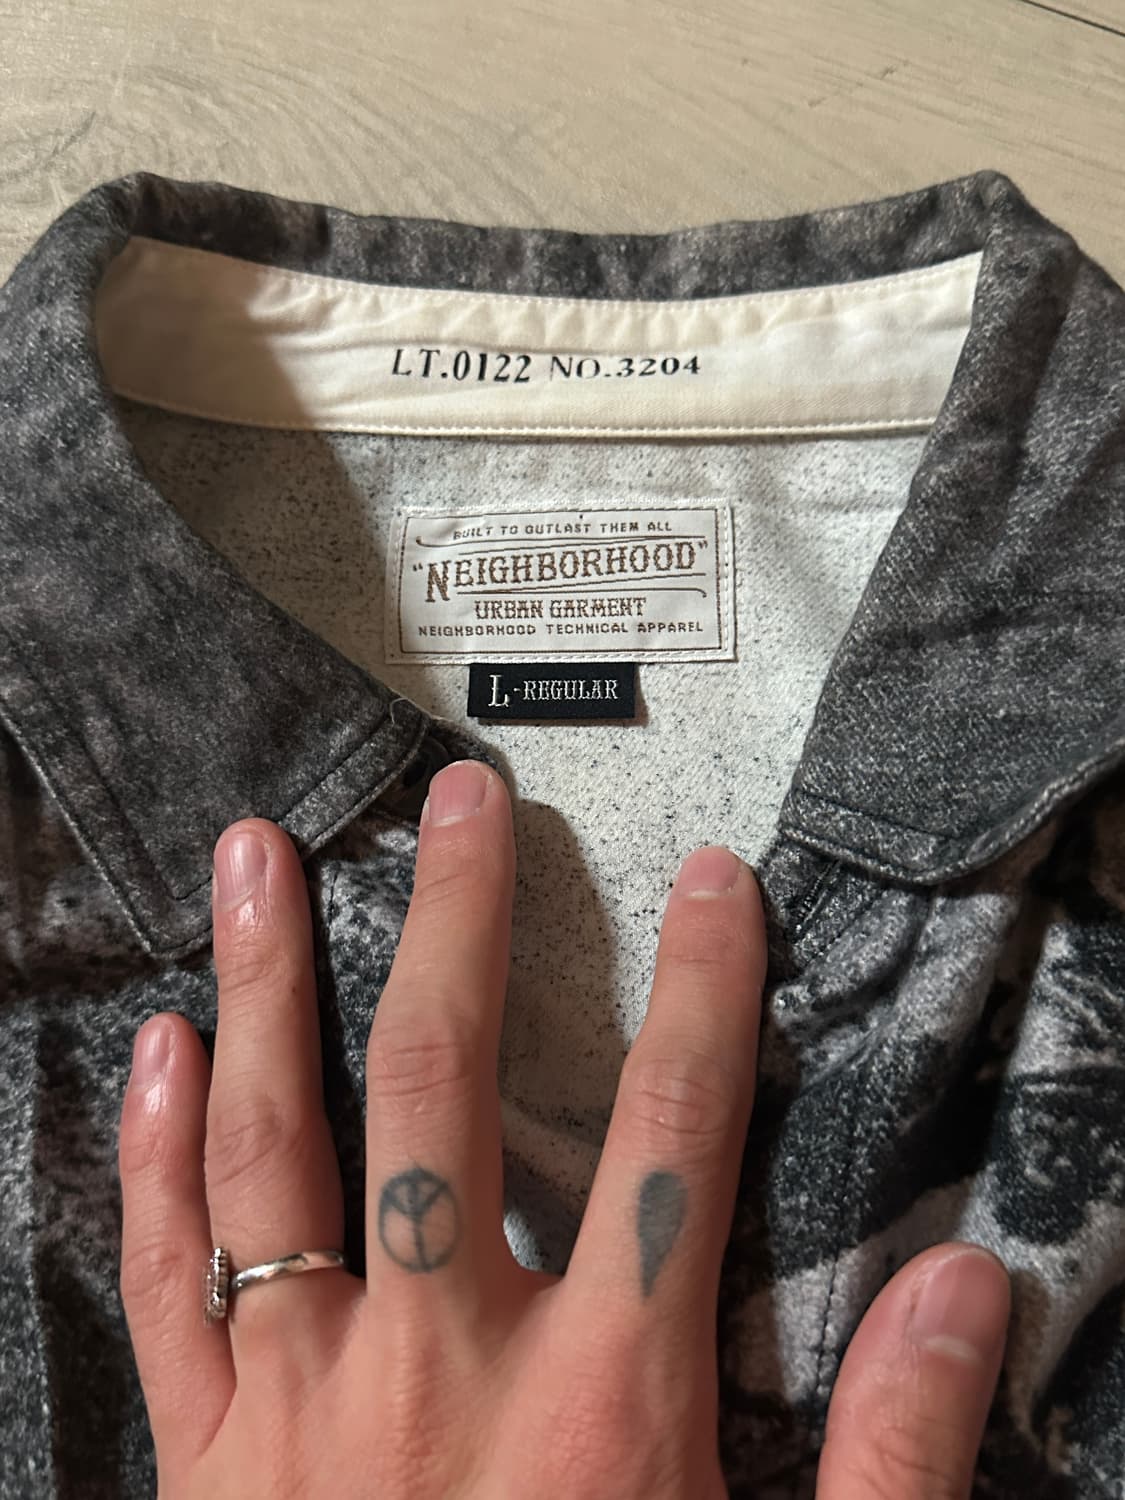 LT.0122 NO.3204
BUILT TO OUTLAST THEM ALL
"NEIGHBORHOOD"
URBAN GARMENT
NEIGHBORHOOD TECHNICAL APPAREL
L-REGULAR